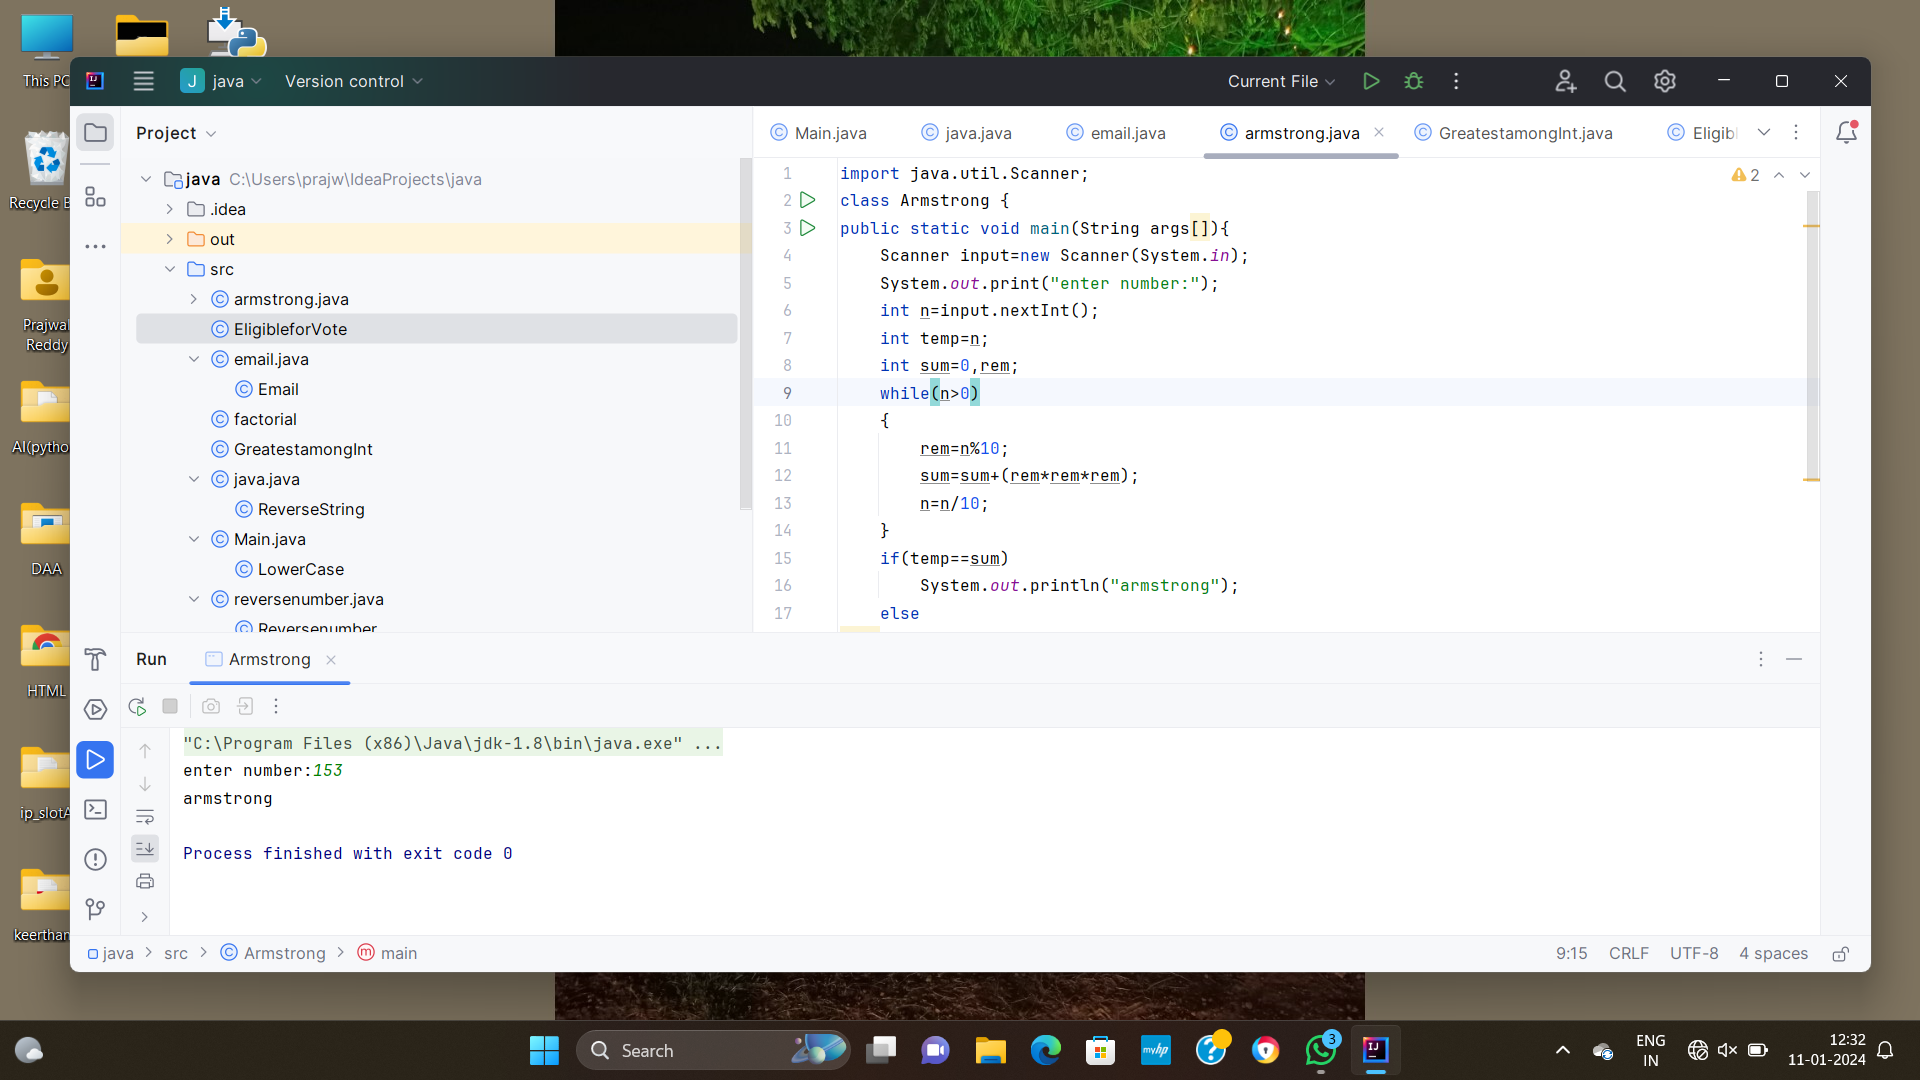 This PC
Recycle B
Prajwal
Reddy
AI(pytho
DAA
HTML
ip_slotA
keerthan
J java
Version control
Current File
Project
java C:\Users\prajw\IdeaProjects\java
.idea
out
src
armstrong.java
EligibleforVote
email.java
Email
factorial
GreatestamongInt
java.java
ReverseString
Main.java
LowerCase
reversenumber.java
Reversenumber
Main.java
java.java
email.java
armstrong.java
GreatestamongInt.java
Eligib
2
1 import java.util.Scanner;
2 class Armstrong {
3 public static void main(String args[]){
4 Scanner input=new Scanner(System.in);
5 System.out.print("enter number:");
6 int n=input.nextInt();
7 int temp=n;
8 int sum=0,rem;
9 while(n>0)
10 {
11 rem=n%10;
12 sum=sum+(rem*rem*rem);
13 n=n/10;
14 }
15 if(temp==sum)
16 System.out.println("armstrong");
17 else
Run
Armstrong
"C:\Program Files (x86)\Java\jdk-1.8\bin\java.exe" ...
enter number:153
armstrong
Process finished with exit code 0
java > src > Armstrong > main
9:15 CRLF UTF-8 4 spaces
Search
myhp
3
ENG
IN
12:32
11-01-2024